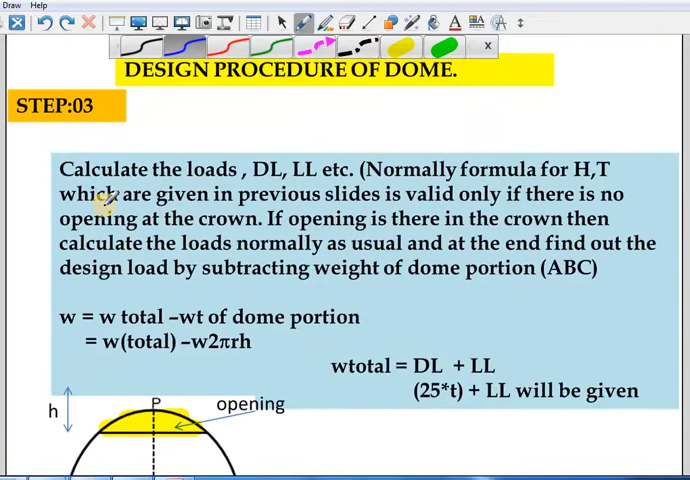 Draw Help
x
DESIGN PROCEDURE OF DOME.
STEP:03
Calculate the loads , DL, LL etc. (Normally formula for H,T
which are given in previous slides is valid only if there is no
opening at the crown. If opening is there in the crown then
calculate the loads normally as usual and at the end find out the
design load by subtracting weight of dome portion (ABC)
w = w total –wt of dome portion
= w(total) –w2πrh
wtotal = DL + LL
(25*t) + LL will be given
h
P
opening